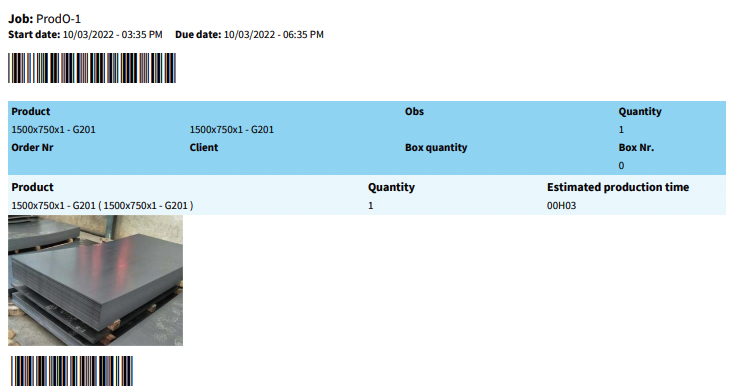 Job: ProdO-1
Start date: 10/03/2022 - 03:35 PM Due date: 10/03/2022 - 06:35 PM
Product Obs Quantity
1500x750x1 - G201 1500x750x1 - G201 1
Order Nr Client Box quantity Box Nr.
0
Product Quantity Estimated production time
1500x750x1 - G201 ( 1500x750x1 - G201 ) 1 00H03